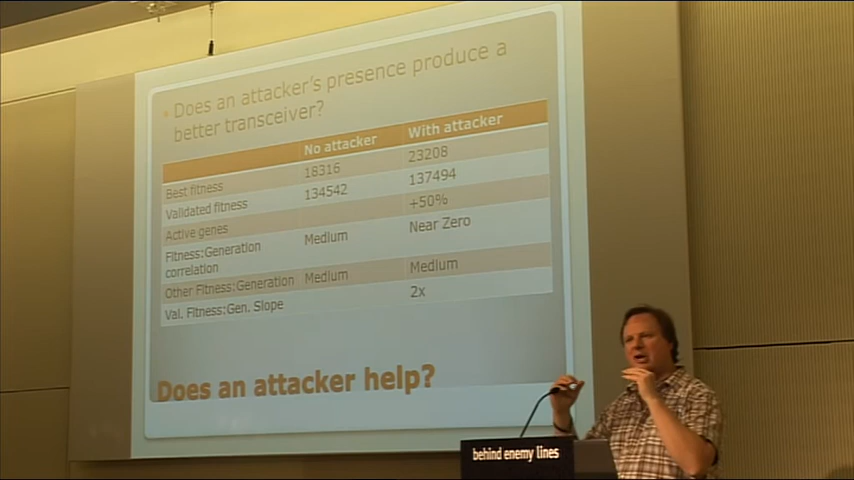 Does an attacker's presence produce a
better transceiver?
No attacker With attacker
Best fitness 18316 23208
Validated fitness 134542 137494
Active genes +50%
Fitness:Generation
correlation Medium Near Zero
Other Fitness:Generation Medium Medium
Val. Fitness:Gen. Slope 2x
Does an attacker help?
behind enemy lines